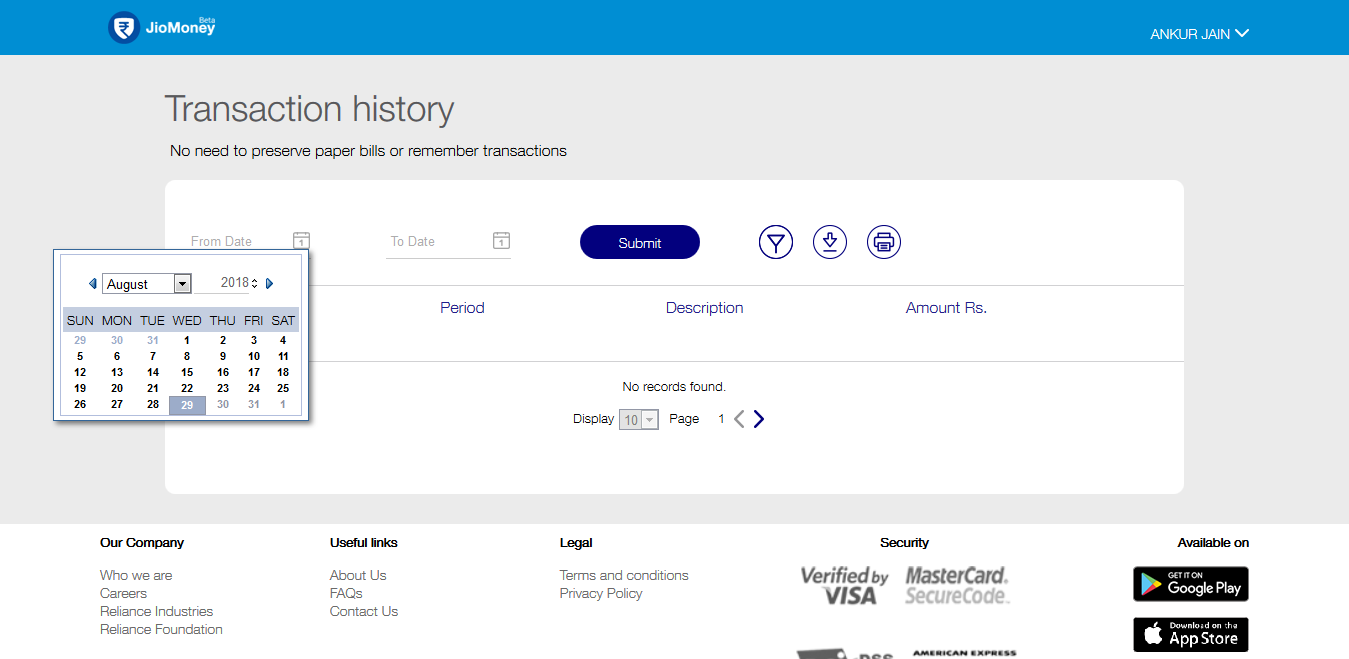 JioMoney Beta
ANKUR JAIN
Transaction history
No need to preserve paper bills or remember transactions
From Date 1 To Date 1 Submit
August 2018
SUN MON TUE WED THU FRI SAT
29 30 31 1 2 3 4
5 6 7 8 9 10 11
12 13 14 15 16 17 18
19 20 21 22 23 24 25
26 27 28 29 30 31 1
Period Description Amount Rs.
No records found.
Display 10 Page 1
Our Company Useful links Legal Security Available on
Who we are About Us Terms and conditions
Careers FAQs Privacy Policy
Reliance Industries Contact Us
Reliance Foundation
Verified by
VISA
MasterCard.
SecureCode.
AMERICAN EXPRESS
GET IT ON
Google Play
Download on the
App Store